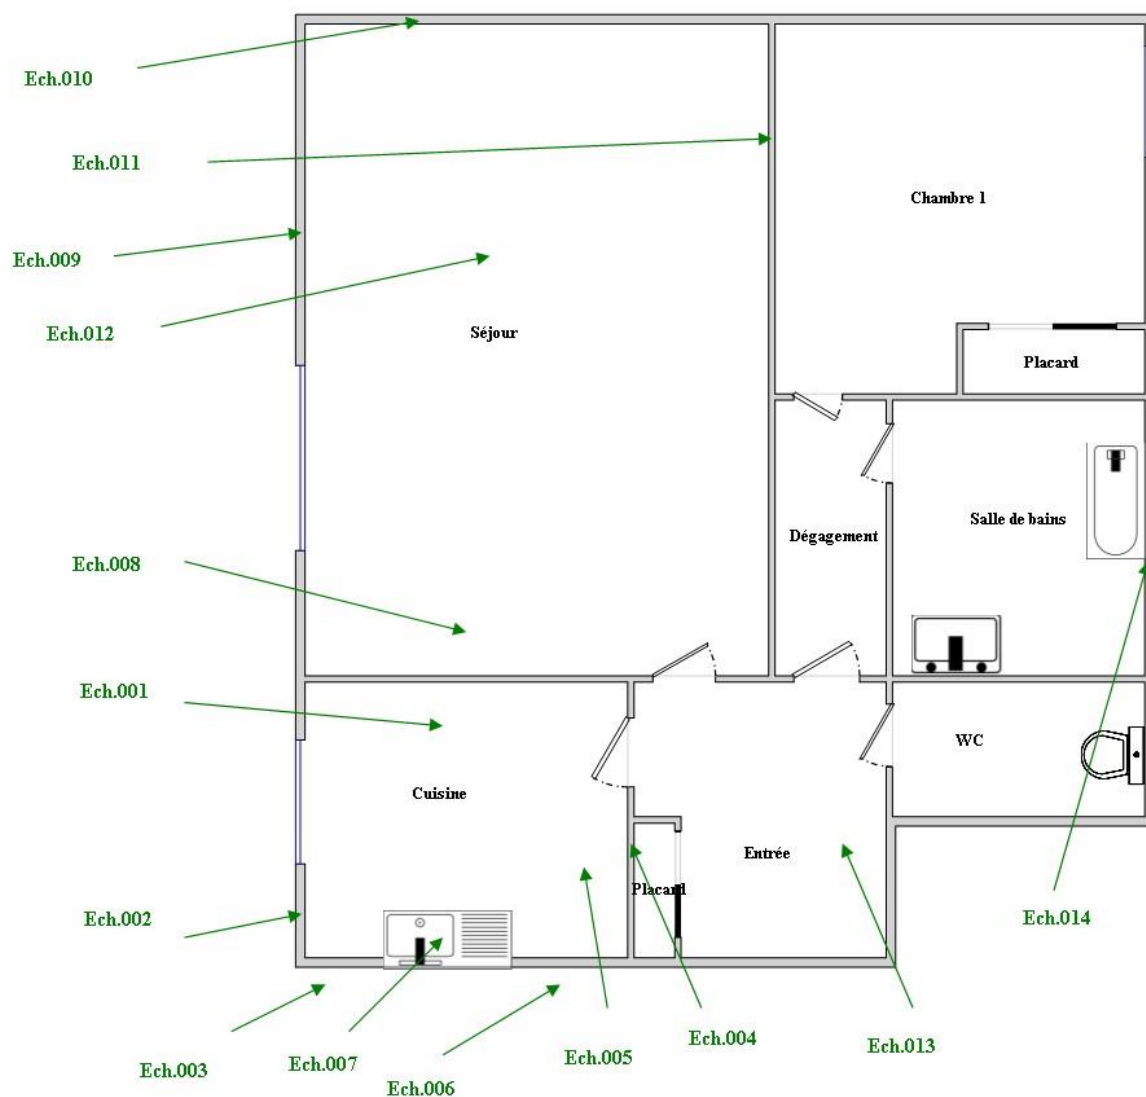 Ech.010
Ech.011
Chambre 1
Ech.009
Ech.012
Séjour
Placard
Salle de bains
Dégagement
Ech.008
Ech.001
WC
Cuisine
Entrée
Placard
Ech.002
Ech.014
Ech.004
Ech.013
Ech.005
Ech.007
Ech.003
Ech.006